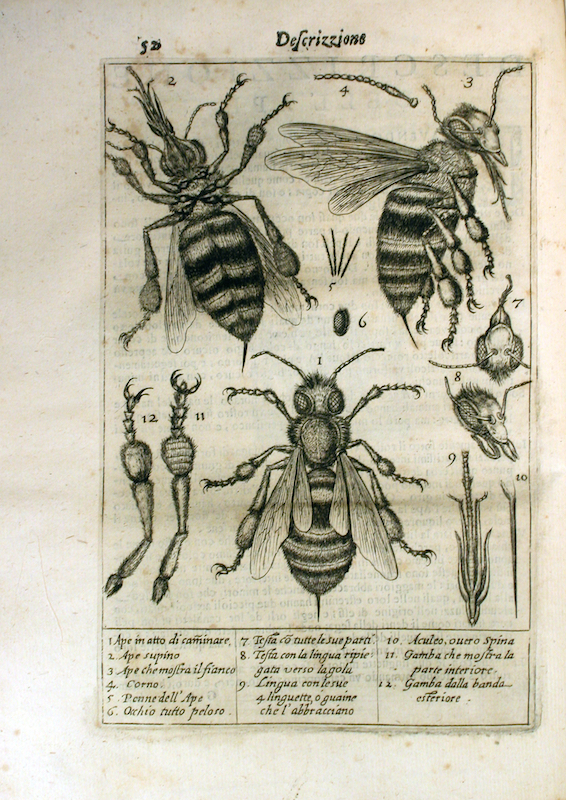 52
Descrizzione
2
4
3
5
6
7
1
8
12
11
9
10
1 Ape in atto di caminare,
2 Ape supino
3 Ape che mostra il fianco
4. Corno.
5 Penne dell'Ape
6. Occhio tutto peloso.
7. Testa cō tutte le sue parti
8. Testa con la lingua ripie
gata verso la gola
9. Lingua con le sue
4 linguette, o guaine
che l'abbracciano
10. Aculeo, overo Spina
11. Gamba che mostra la
parte interiore.
12. Gamba dalla banda
esteriore.